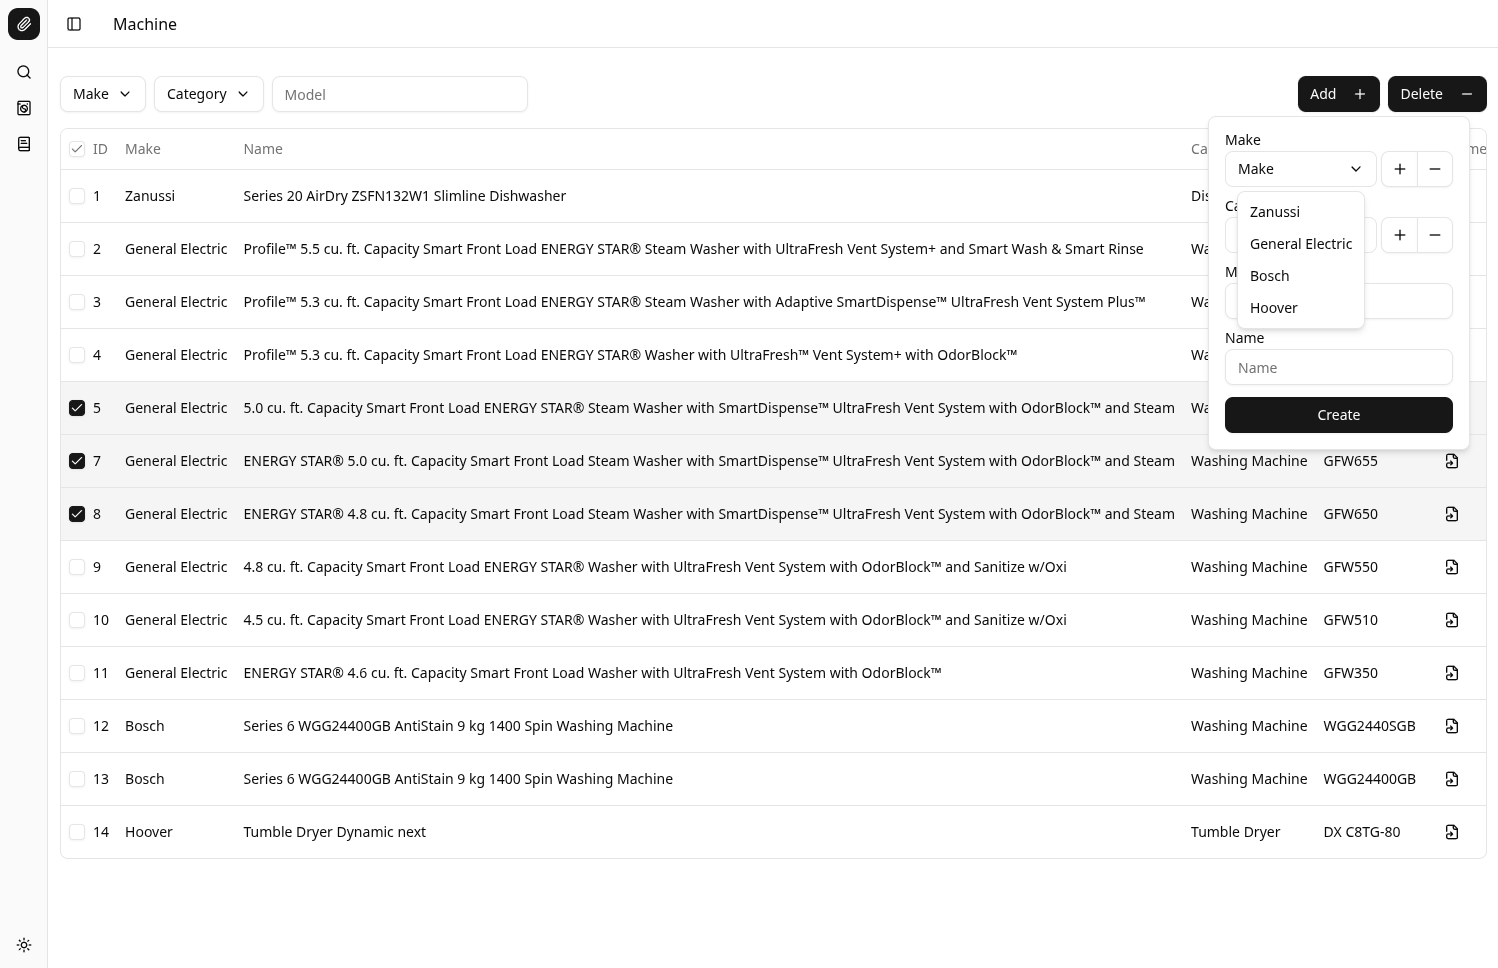 Machine
Make
Category
Model
Add
Delete
ID Make Name
1 Zanussi Series 20 AirDry ZSFN132W1 Slimline Dishwasher
2 General Electric Profile™ 5.5 cu. ft. Capacity Smart Front Load ENERGY STAR® Steam Washer with UltraFresh Vent System+ and Smart Wash & Smart Rinse
3 General Electric Profile™ 5.3 cu. ft. Capacity Smart Front Load ENERGY STAR® Steam Washer with Adaptive SmartDispense™ UltraFresh Vent System Plus™
4 General Electric Profile™ 5.3 cu. ft. Capacity Smart Front Load ENERGY STAR® Washer with UltraFresh™ Vent System+ with OdorBlock™
5 General Electric 5.0 cu. ft. Capacity Smart Front Load ENERGY STAR® Steam Washer with SmartDispense™ UltraFresh Vent System with OdorBlock™ and Steam
7 General Electric ENERGY STAR® 5.0 cu. ft. Capacity Smart Front Load Steam Washer with SmartDispense™ UltraFresh Vent System with OdorBlock™ and Steam Washing Machine GFW655
8 General Electric ENERGY STAR® 4.8 cu. ft. Capacity Smart Front Load Steam Washer with SmartDispense™ UltraFresh Vent System with OdorBlock™ and Steam Washing Machine GFW650
9 General Electric 4.8 cu. ft. Capacity Smart Front Load ENERGY STAR® Washer with UltraFresh Vent System with OdorBlock™ and Sanitize w/Oxi Washing Machine GFW550
10 General Electric 4.5 cu. ft. Capacity Smart Front Load ENERGY STAR® Washer with UltraFresh Vent System with OdorBlock™ and Sanitize w/Oxi Washing Machine GFW510
11 General Electric ENERGY STAR® 4.6 cu. ft. Capacity Smart Front Load Washer with UltraFresh Vent System with OdorBlock™ Washing Machine GFW350
12 Bosch Series 6 WGG24400GB AntiStain 9 kg 1400 Spin Washing Machine Washing Machine WGG2440SGB
13 Bosch Series 6 WGG24400GB AntiStain 9 kg 1400 Spin Washing Machine Washing Machine WGG24400GB
14 Hoover Tumble Dryer Dynamic next Tumble Dryer DX C8TG-80
Make
Make
Zanussi
General Electric
Bosch
Hoover
Name
Name
Create